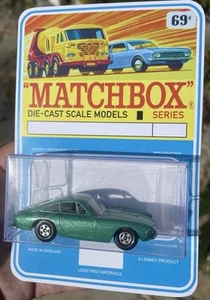 69¢
"MATCHBOX"®
DIE-CAST SCALE MODELS SERIES
MADE IN ENGLAND A LESNEY PRODUCT
LEAD FREE MATERIALS